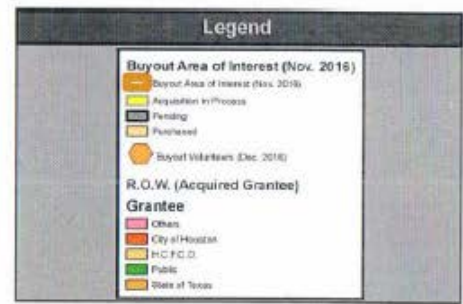 Legend
Buyout Area of Interest (Nov. 2016)
Buyout Area of Interest (Nov. 2016)
Acquisition in Process
Pending
Purchased
Buyout Volunteers (Dec. 2016)
R.O.W. (Acquired Grantee)
Grantee
Others
City of Houston
H.C.F.C.D.
Public
State of Texas